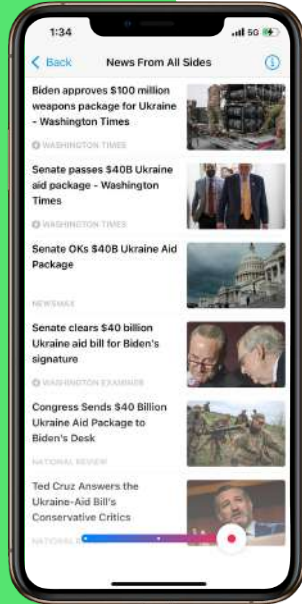 1:34
5G
Back
News From All Sides
Biden approves $100 million
weapons package for Ukraine
- Washington Times
WASHINGTON TIMES
Senate passes $40B Ukraine
aid package - Washington
Times
WASHINGTON TIMES
Senate OKs $40B Ukraine Aid
Package
NEWSMAX
Senate clears $40 billion
Ukraine aid bill for Biden's
signature
WASHINGTON EXAMINER
Congress Sends $40 Billion
Ukraine Aid Package to
Biden's Desk
NATIONAL REVIEW
Ted Cruz Answers the
Ukraine-Aid Bill's
Conservative Critics
NATIONAL